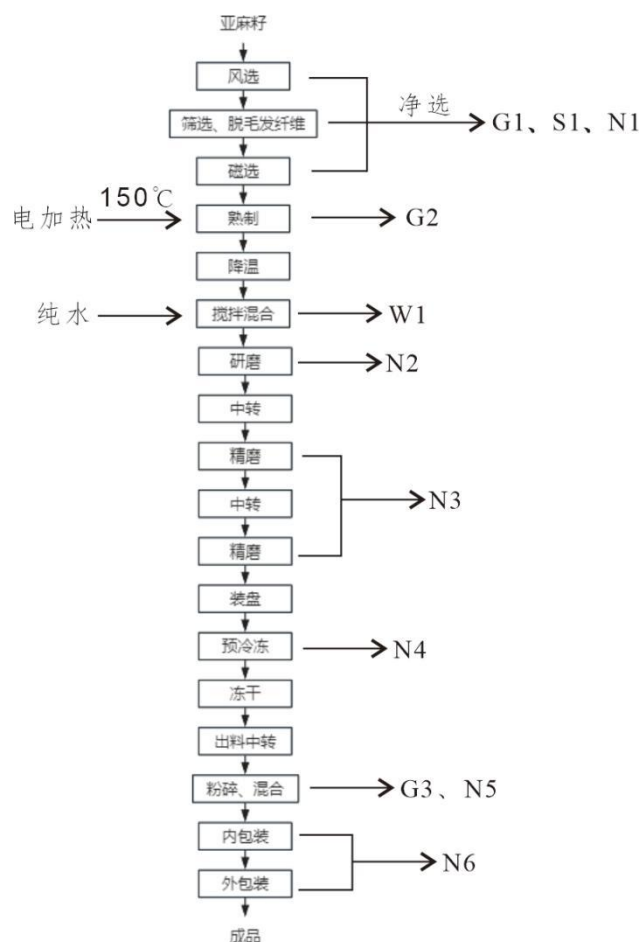 亚麻籽
风选
净选
筛选、脱毛发纤维
G1、S1、N1
磁选
电加热
150℃
熟制
G2
降温
纯水
搅拌混合
W1
研磨
N2
中转
精磨
中转
N3
精磨
装盘
预冷冻
N4
冻干
出料中转
粉碎、混合
G3、N5
内包装
N6
外包装
成品